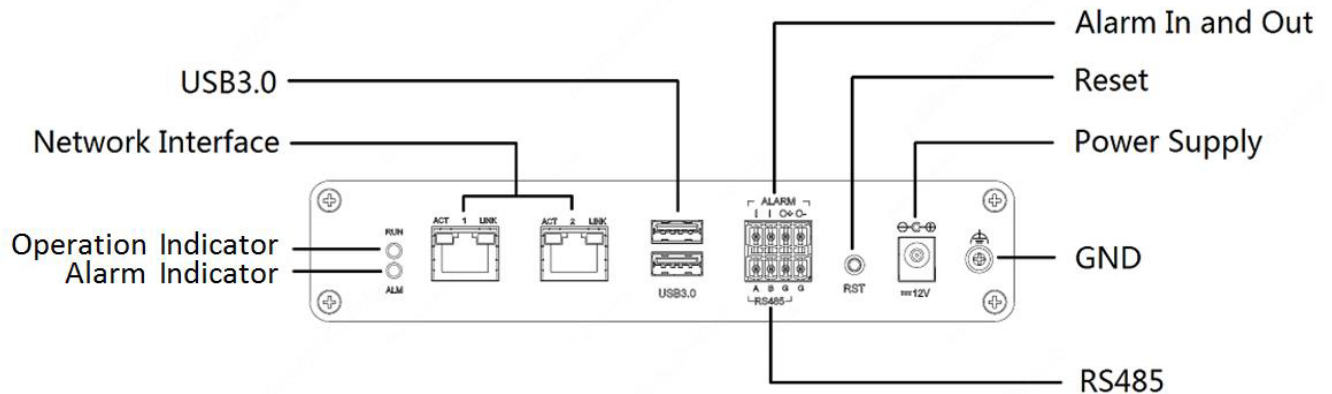 Alarm In and Out
USB3.0
Reset
Network Interface
Power Supply
ALARM
I I O+ O-
ACT 1 LINK
ACT 2 LINK
RUN
Operation Indicator
Alarm Indicator
GND
ALM
USB3.0
A B G G
RS485
RST
12V
RS485